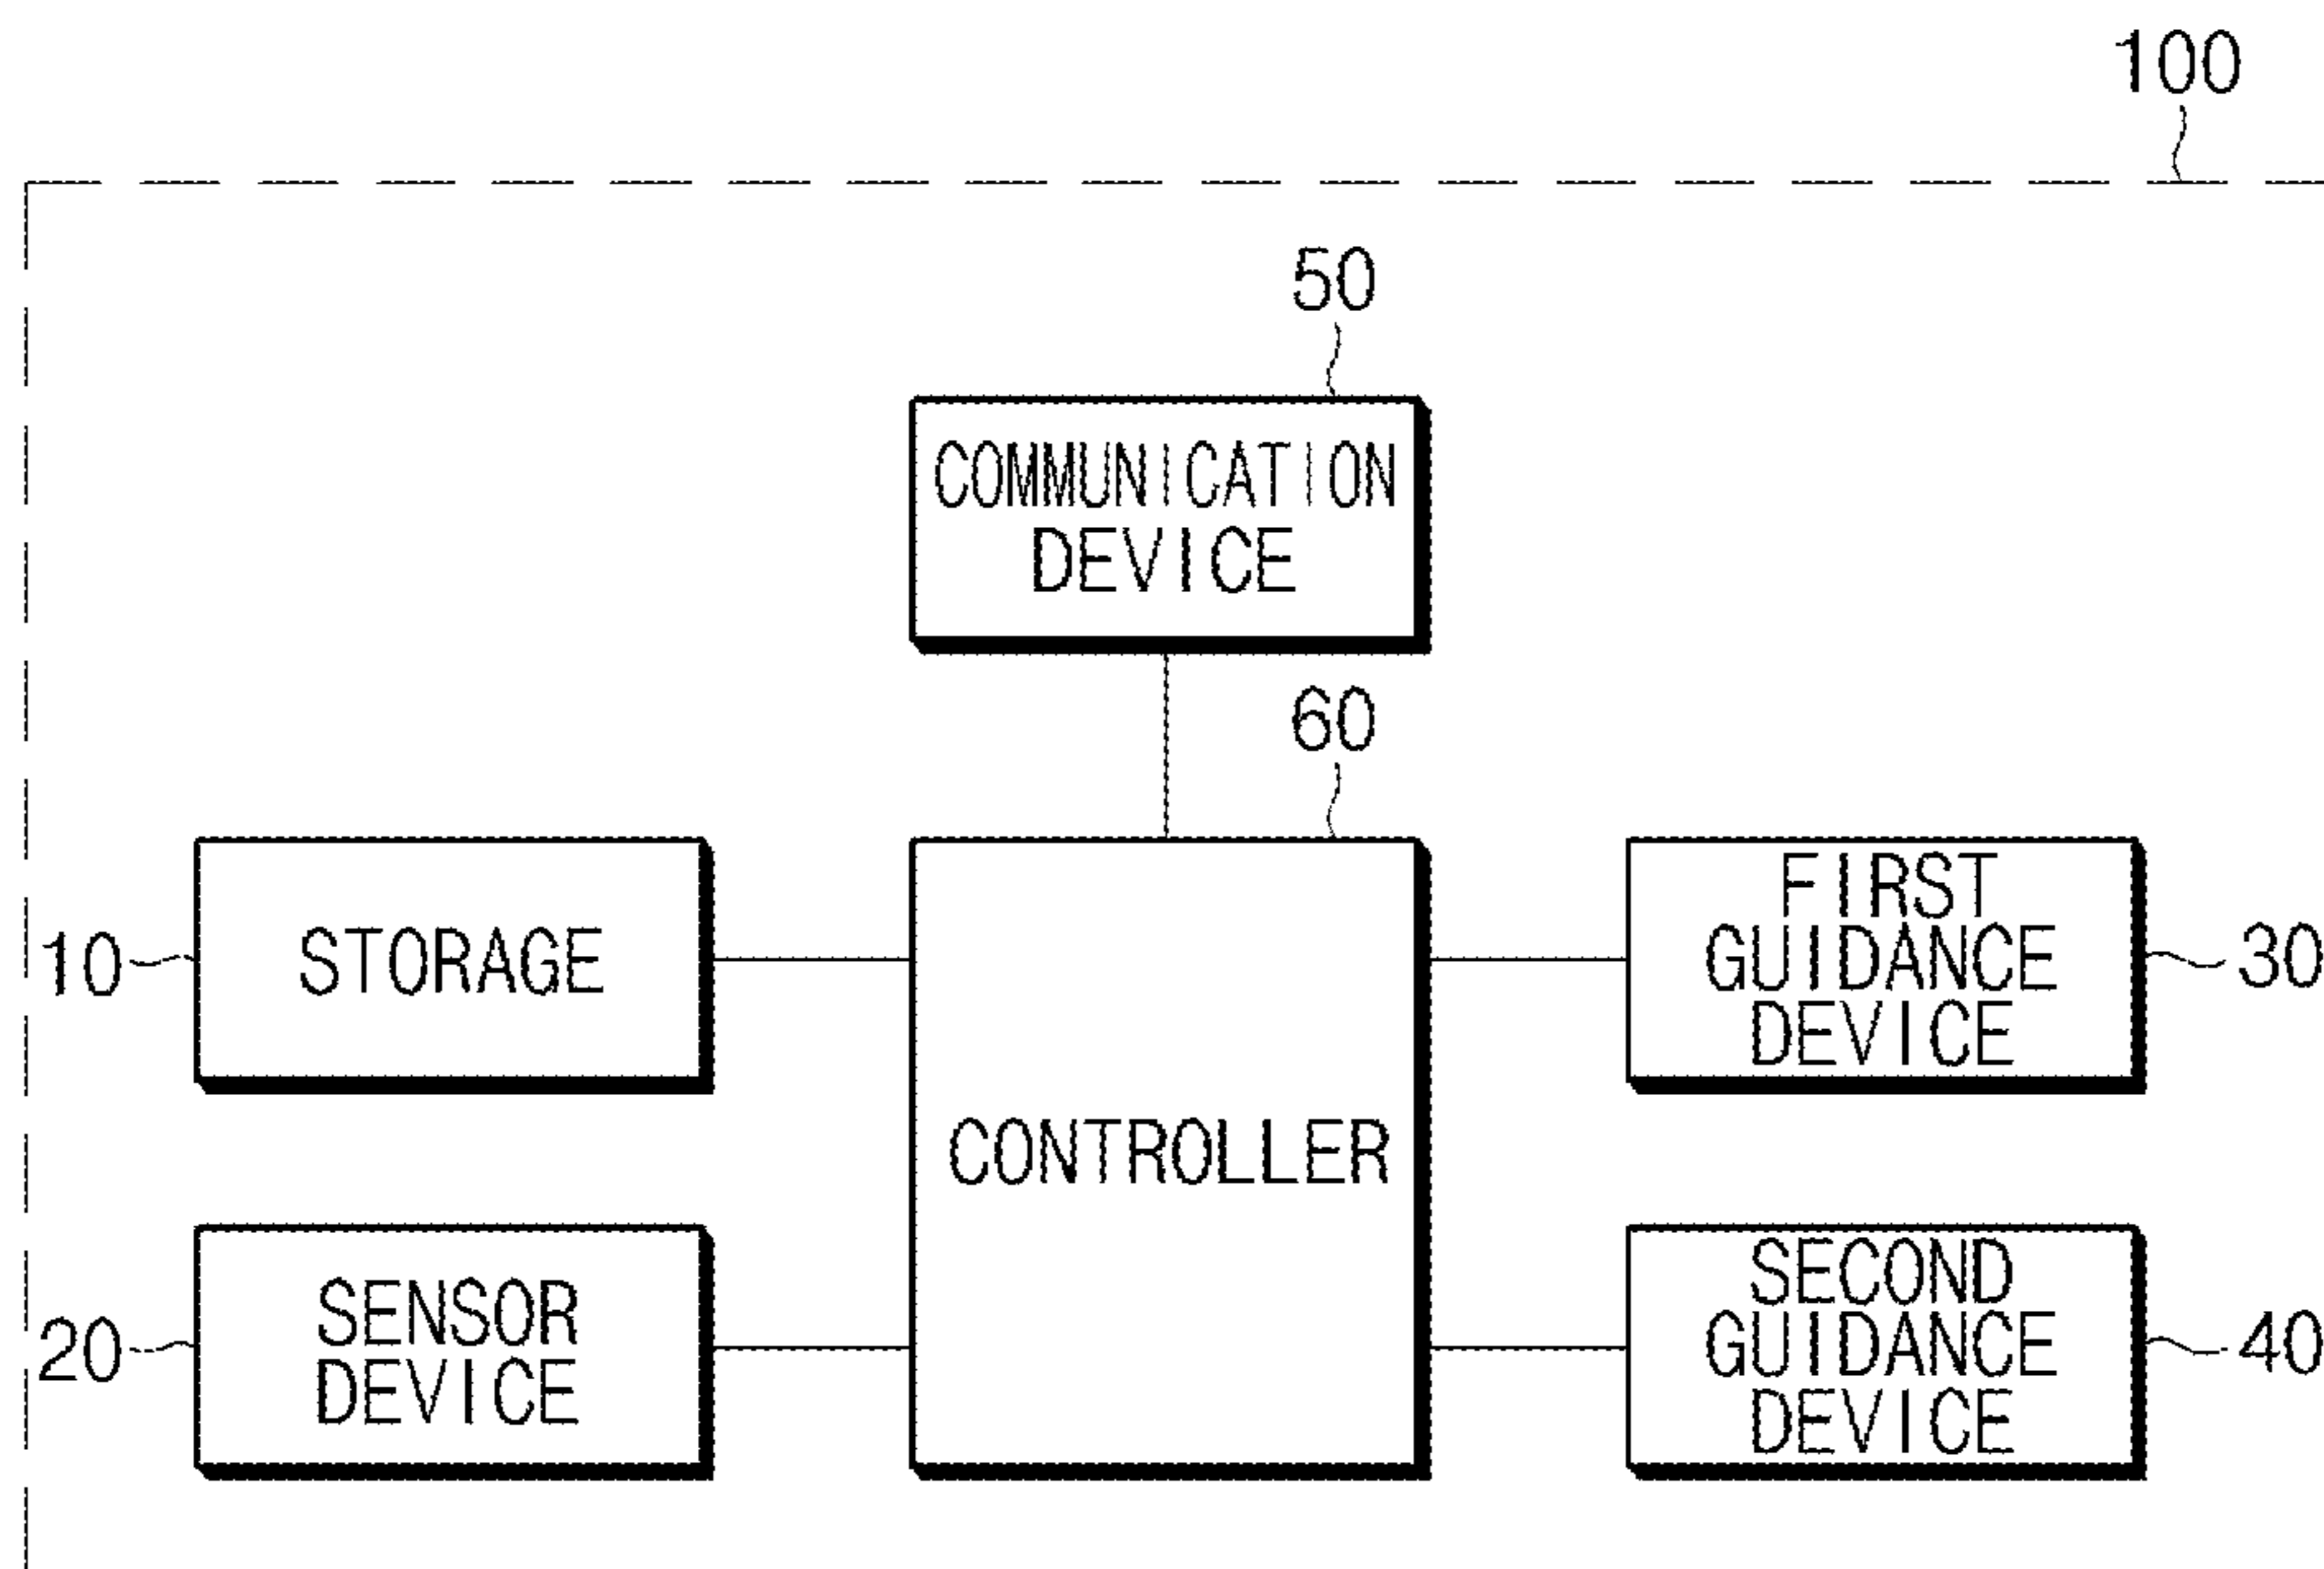 100
50
COMMUNICATION
DEVICE
60
10
STORAGE
FIRST
GUIDANCE
DEVICE
30
CONTROLLER
20
SENSOR
DEVICE
SECOND
GUIDANCE
DEVICE
40